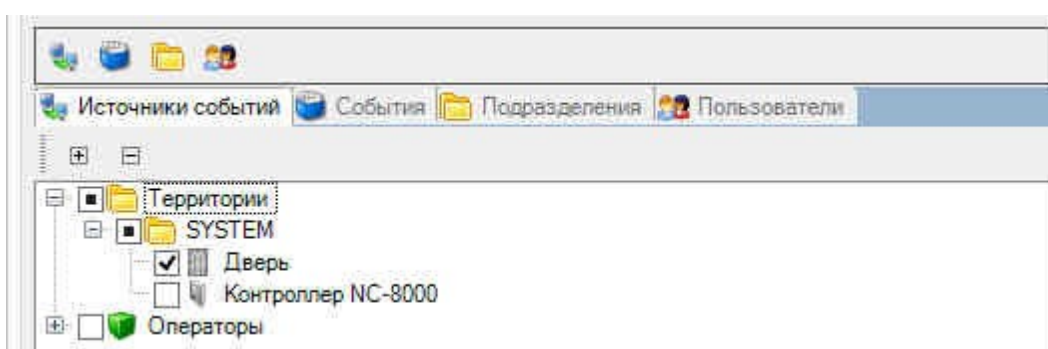 Источники событий События Подразделения Пользователи
Территории
SYSTEM
Дверь
Контроллер NC-8000
Операторы